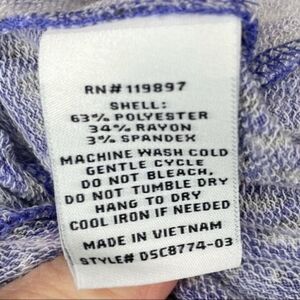 RN# 119897
SHELL:
63% POLYESTER
34% RAYON
3% SPANDEX
MACHINE WASH COLD
GENTLE CYCLE
DO NOT BLEACH,
DO NOT TUMBLE DRY
HANG TO DRY
COOL IRON IF NEEDED
MADE IN VIETNAM
STYLE# DSC8774-03